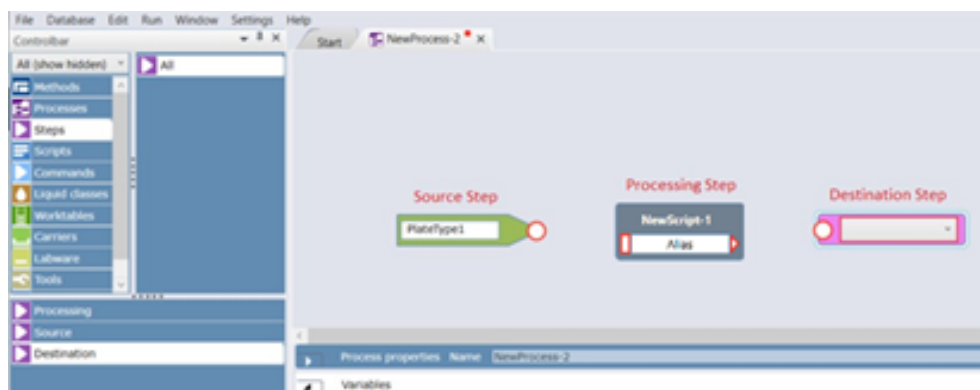 File Database Edit Run Window Settings Help
Controlbar
Start
NewProcess-2
All (show hidden)
All
Methods
Processes
Steps
Scripts
Commands
Liquid classes
Worktables
Carriers
Labware
Tools
Source Step
Processing Step
Destination Step
PlateType1
NewScript-1
Alias
Processing
Source
Destination
Process properties Name NewProcess-2
Variables